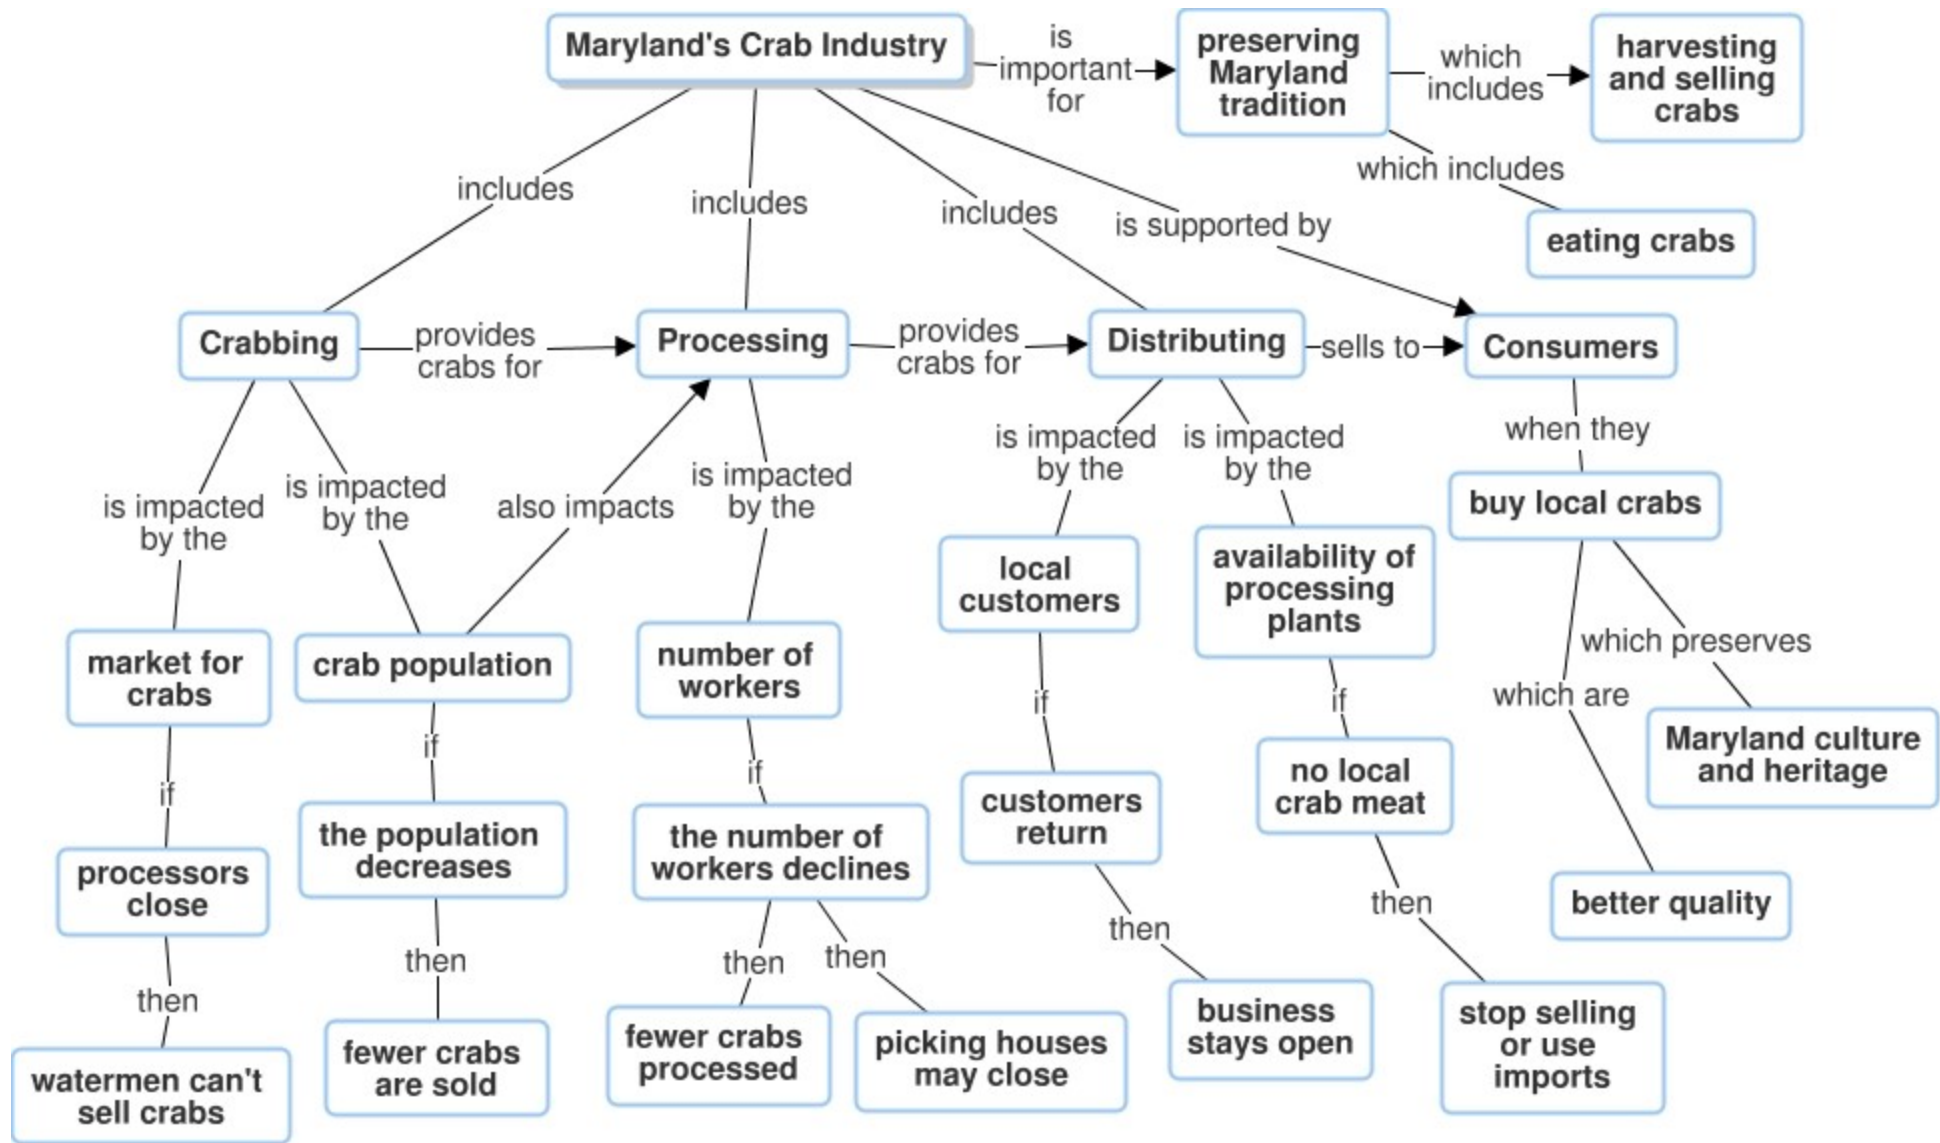 Maryland's Crab Industry
is
important
for
preserving
Maryland
tradition
which
includes
harvesting
and selling
crabs
which includes
eating crabs
includes
includes
includes
is supported by
Crabbing
provides
crabs for
Processing
provides
crabs for
Distributing
sells to
Consumers
is impacted
by the
is impacted
by the
also impacts
is impacted
by the
is impacted
by the
is impacted
by the
when they
buy local crabs
market for
crabs
crab population
number of
workers
local
customers
availability of
processing
plants
which preserves
which are
Maryland culture
and heritage
better quality
if
if
if
if
if
processors
close
the population
decreases
the number of
workers declines
customers
return
no local
crab meat
then
then
then
then
then
then
watermen can't
sell crabs
fewer crabs
are sold
fewer crabs
processed
picking houses
may close
business
stays open
stop selling
or use
imports